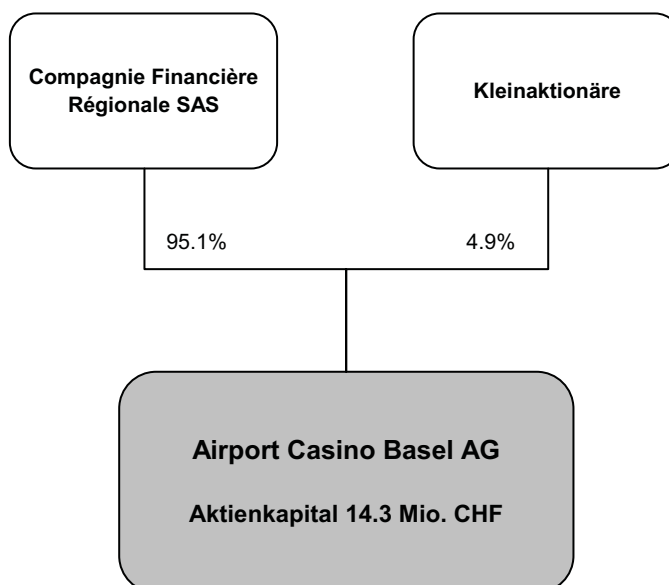 Compagnie Financière
Régionale SAS
Kleinaktionäre
95.1%
4.9%
Airport Casino Basel AG
Aktienkapital 14.3 Mio. CHF